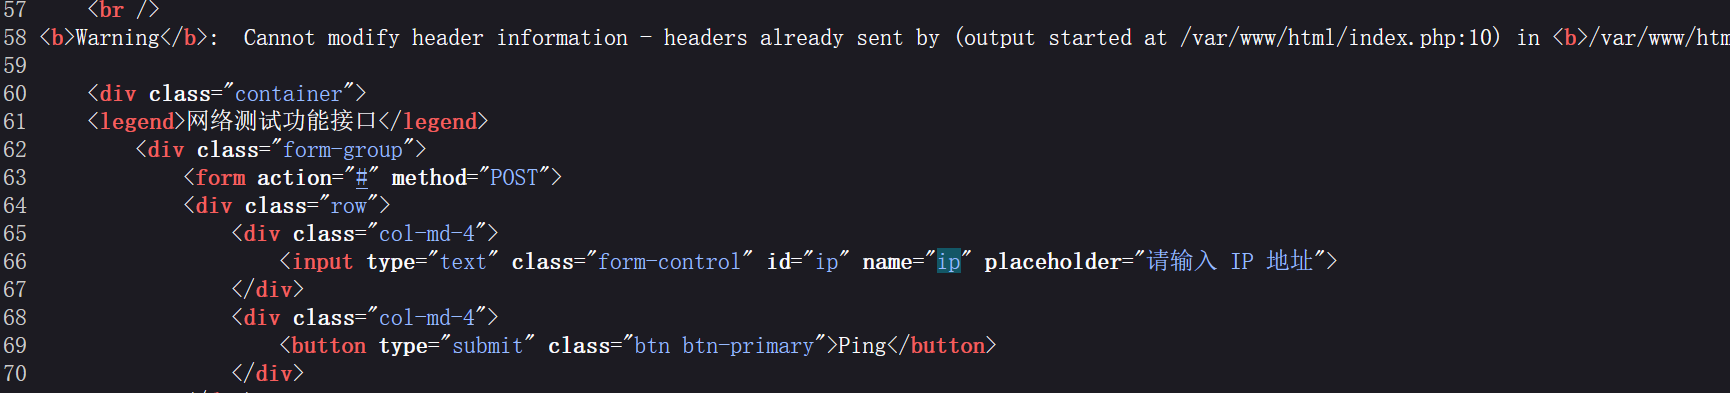 57 <br />
58 <b>Warning</b>: Cannot modify header information - headers already sent by (output started at /var/www/html/index.php:10) in <b>/var/www/htm
59
60 <div class="container">
61 <legend>网络测试功能接口</legend>
62 <div class="form-group">
63 <form action="#" method="POST">
64 <div class="row">
65 <div class="col-md-4">
66 <input type="text" class="form-control" id="ip" name="ip" placeholder="请输入 IP 地址">
67 </div>
68 <div class="col-md-4">
69 <button type="submit" class="btn btn-primary">Ping</button>
70 </div>